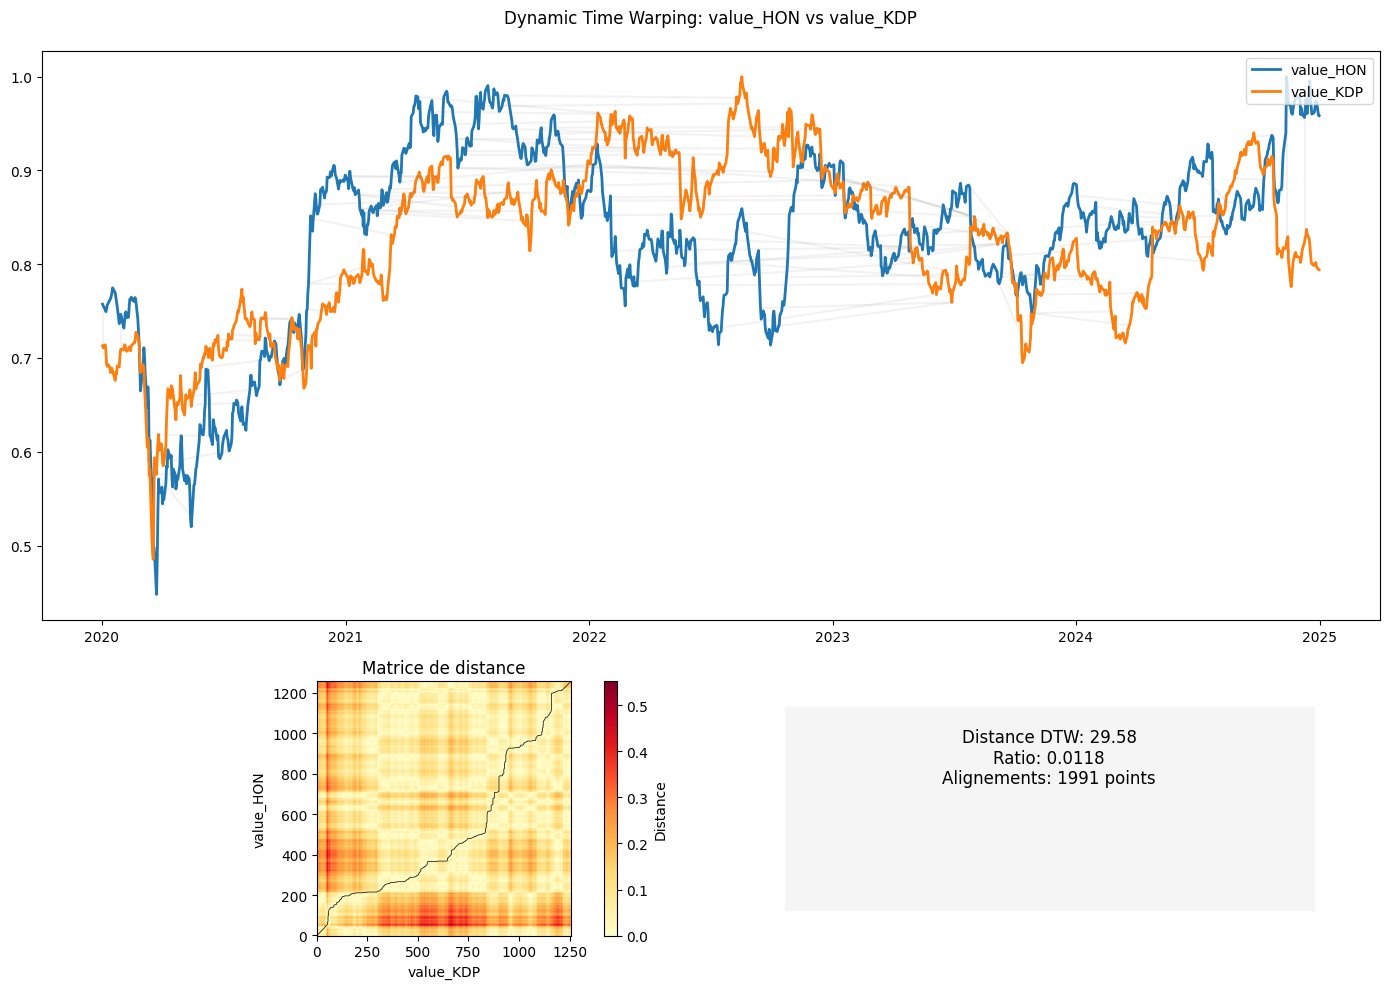 Dynamic Time Warping: value_HON vs value_KDP
value_HON
value_KDP
1.0
0.9
0.8
0.7
0.6
0.5
2020 2021 2022 2023 2024 2025
Matrice de distance
1200
1000
800
600
400
200
0
value_HON
0 250 500 750 1000 1250
value_KDP
0.5
0.4
0.3
0.2
0.1
0.0
Distance
Distance DTW: 29.58
Ratio: 0.0118
Alignements: 1991 points